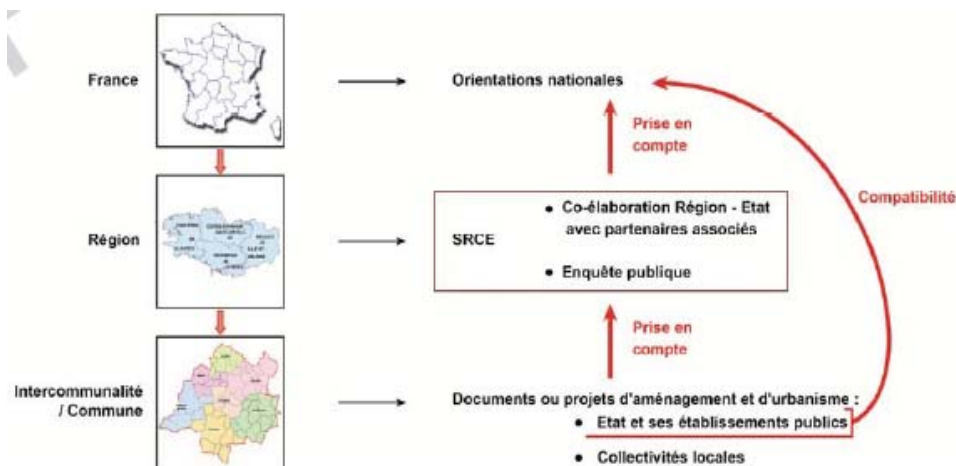 France
Orientations nationales
Prise en
compte
Compatibilité
Région
SRCE
● Co-élaboration Région - Etat
avec partenaires associés
● Enquête publique
Prise en
compte
Intercommunalité
/ Commune
Documents ou projets d'aménagement et d'urbanisme :
● Etat et ses établissements publics
● Collectivités locales